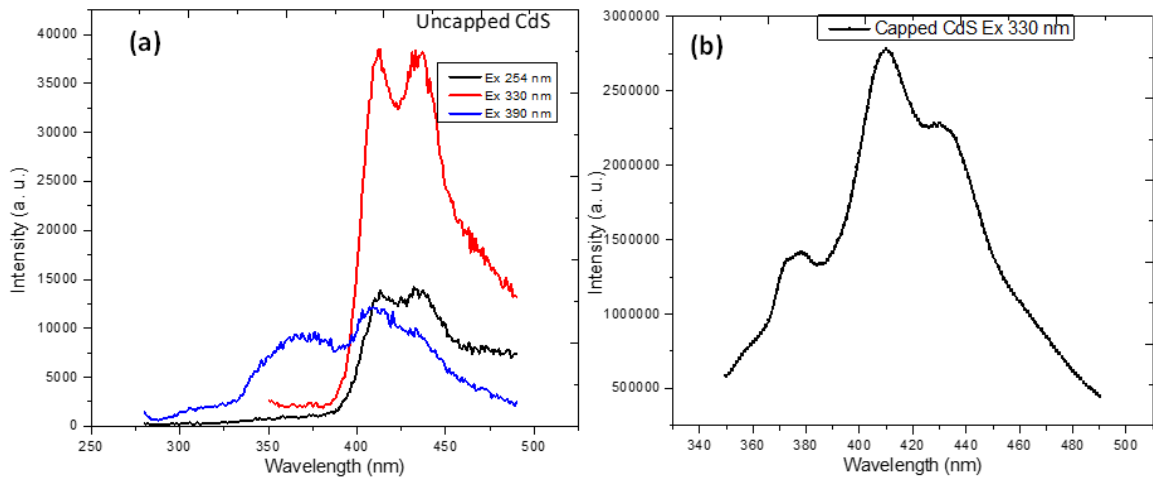 Uncapped CdS
(a)
Ex 254 nm
Ex 330 nm
Ex 390 nm
40000
35000
30000
25000
20000
15000
10000
5000
0
250 300 350 400 450 500
Intensity (a. u.)
Wavelength (nm)
(b)
Capped CdS Ex 330 nm
3000000
2500000
2000000
1500000
1000000
500000
340 360 380 400 420 440 460 480 500
Intensity (a. u.)
Wavelength (nm)